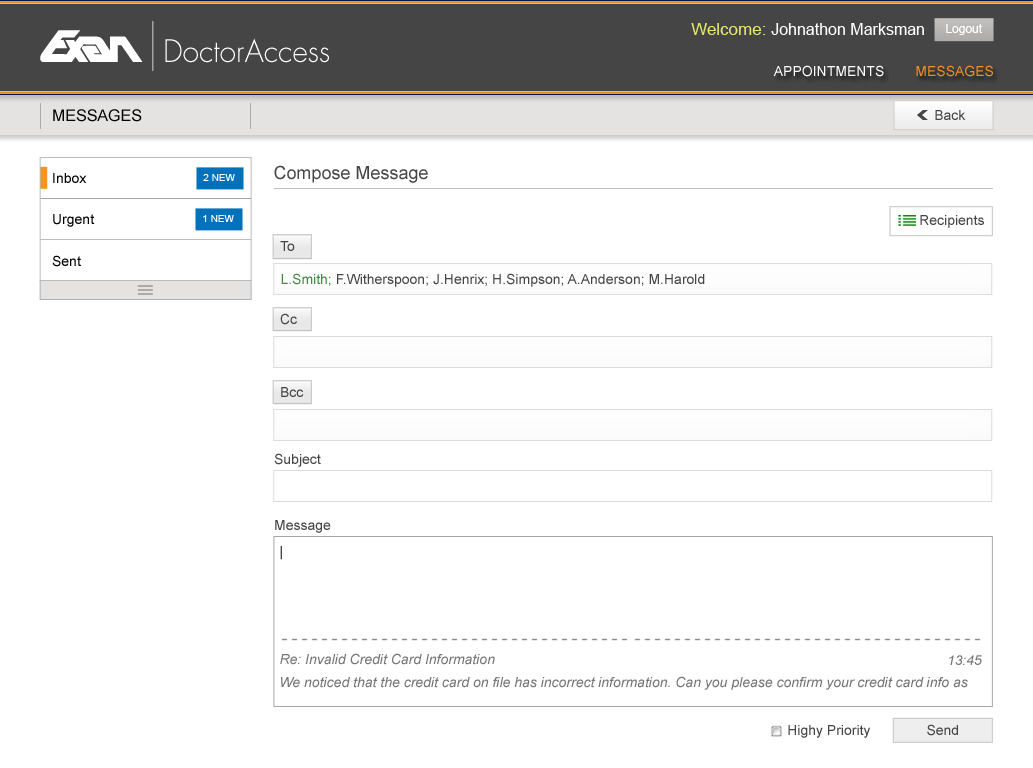 Exan DoctorAccess
Welcome: Johnathon Marksman Logout
APPOINTMENTS MESSAGES
MESSAGES Back
Inbox 2 NEW
Urgent 1 NEW
Sent
Compose Message
Recipients
To
L.Smith; F.Witherspoon; J.Henrix; H.Simpson; A.Anderson; M.Harold
Cc
Bcc
Subject
Message
Re: Invalid Credit Card Information 13:45
We noticed that the credit card on file has incorrect information. Can you please confirm your credit card info as
Highy Priority Send